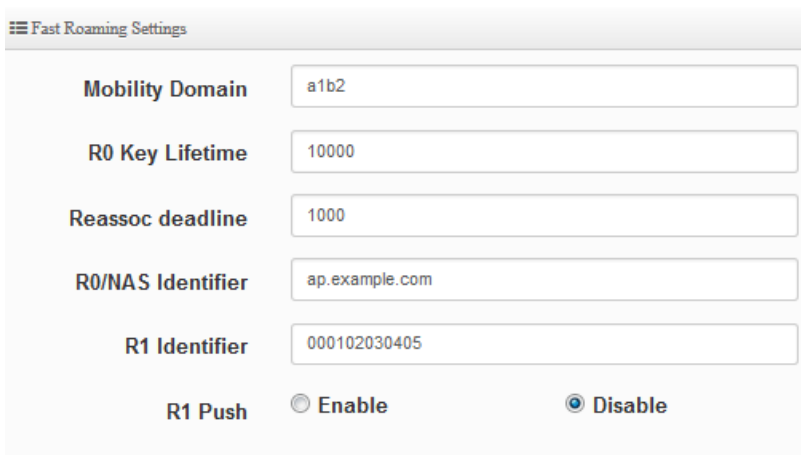 Fast Roaming Settings
Mobility Domain a1b2
R0 Key Lifetime 10000
Reassoc deadline 1000
R0/NAS Identifier ap.example.com
R1 Identifier 000102030405
R1 Push Enable Disable